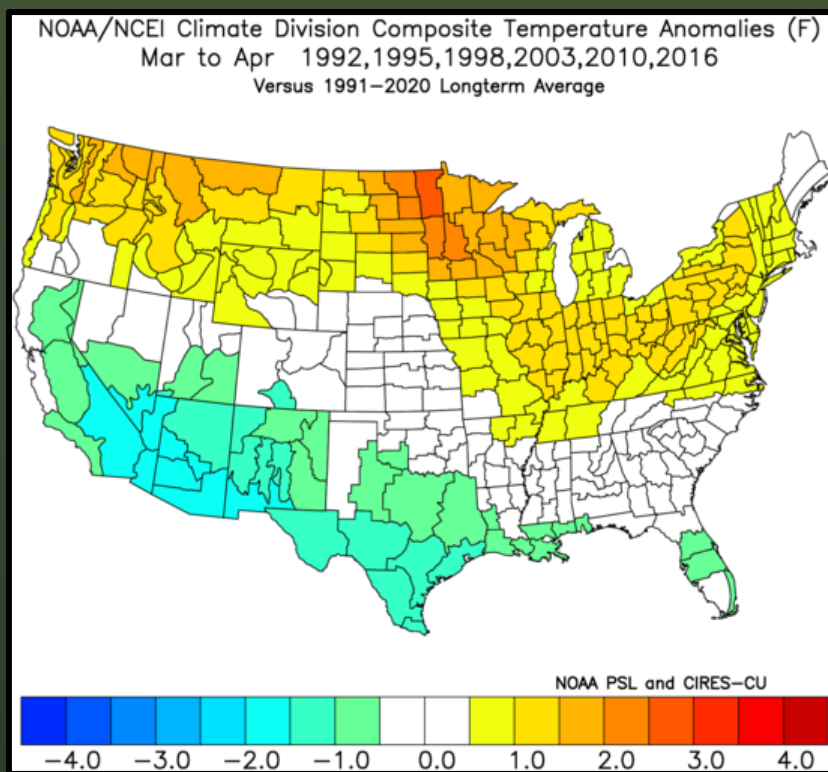 NOAA/NCEI Climate Division Composite Temperature Anomalies (F)
Mar to Apr 1992,1995,1998,2003,2010,2016
Versus 1991–2020 Longterm Average
NOAA PSL and CIRES–CU
−4.0 −3.0 −2.0 −1.0 0.0 1.0 2.0 3.0 4.0